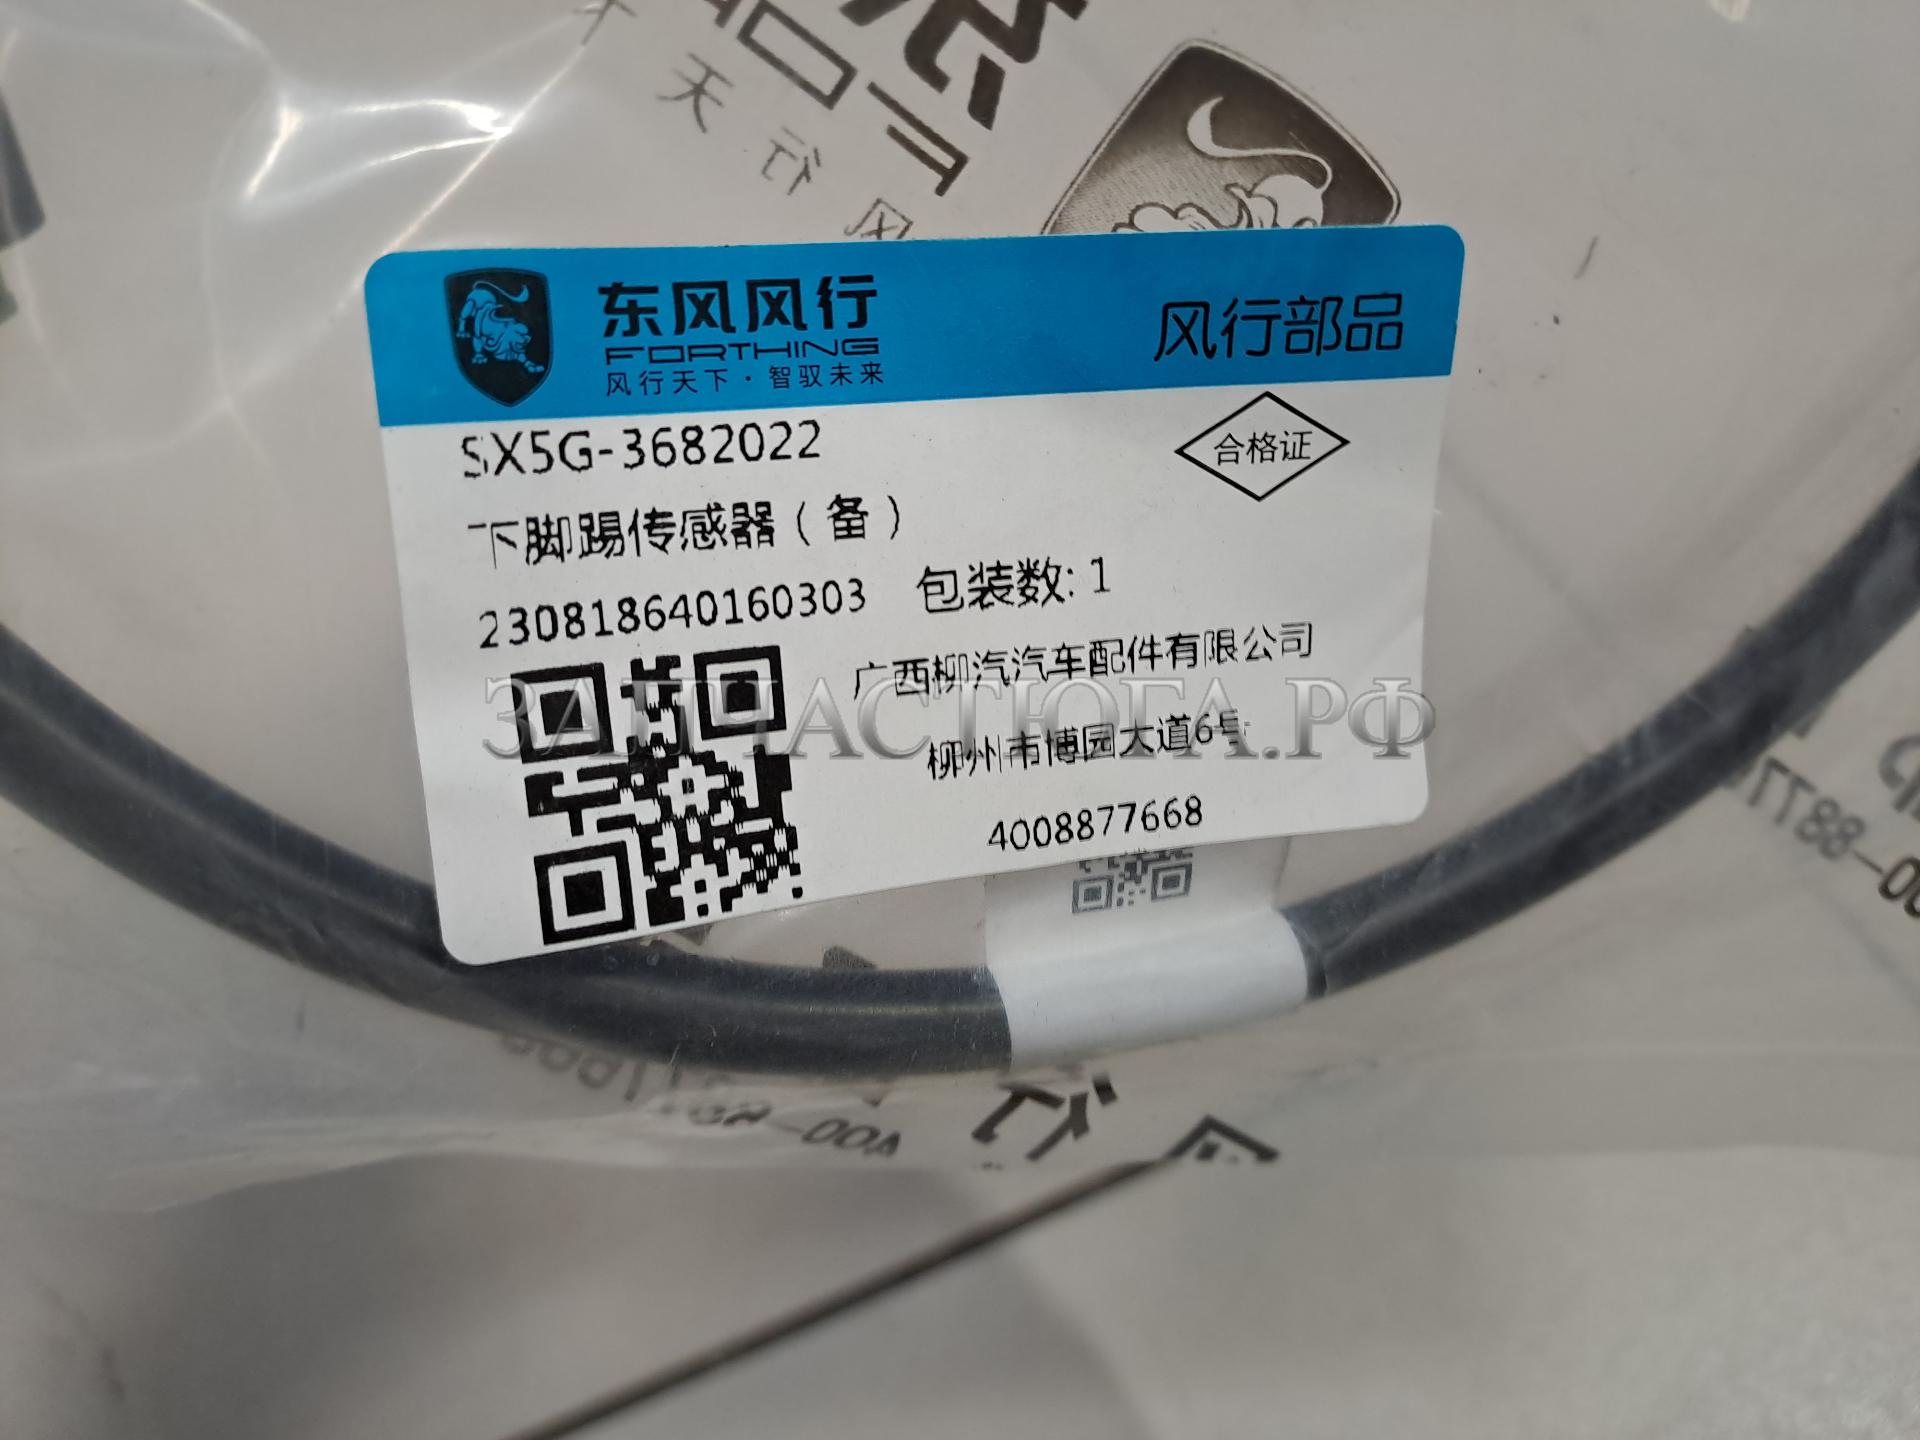 天行
东风风行
FORTHING
风行天下·智驭未来
风行部品
SX5G-3682022
合格证
下脚踢传感器（备）
230818640160303 包装数: 1
广西柳汽汽车配件有限公司
ЗАПЧАСТЮГА.РФ
柳州市博园大道6号
4008877668